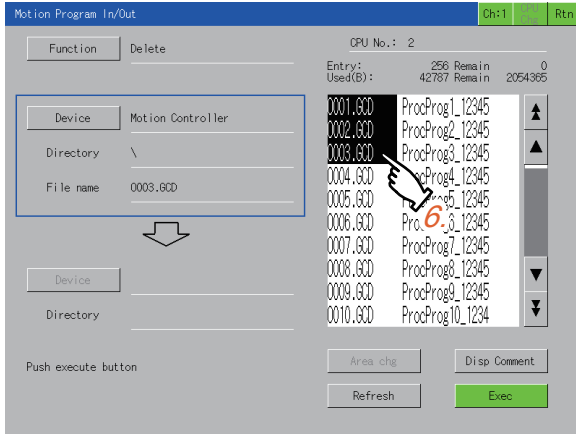 Motion Program In/Out Ch:1 CPU Chg Rtn
Function Delete
CPU No.: 2
Entry: 256 Remain 0
Used(B): 42787 Remain 2054365
Device Motion Controller
Directory \
File name 0003.GCD
0001.GCD ProcProg1_12345
0002.GCD ProcProg2_12345
0003.GCD ProcProg3_12345
0004.GCD ProcProg4_12345
0005.GCD 5_12345
0006.GCD Pro 6_12345
6.
0007.GCD ProcProg7_12345
0008.GCD ProcProg8_12345
0009.GCD ProcProg9_12345
0010.GCD ProcProg10_1234
Device
Directory
Push execute button
Area chg Disp Comment
Refresh Exec